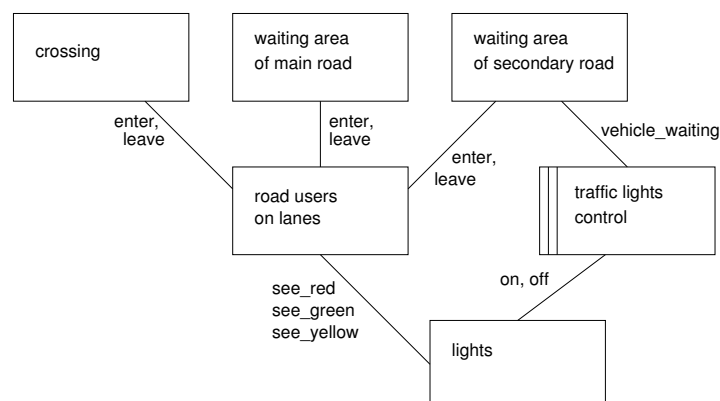 crossing
waiting area
of main road
waiting area
of secondary road
enter,
leave
enter,
leave
enter,
leave
vehicle_waiting
road users
on lanes
traffic lights
control
see_red
see_green
see_yellow
on, off
lights